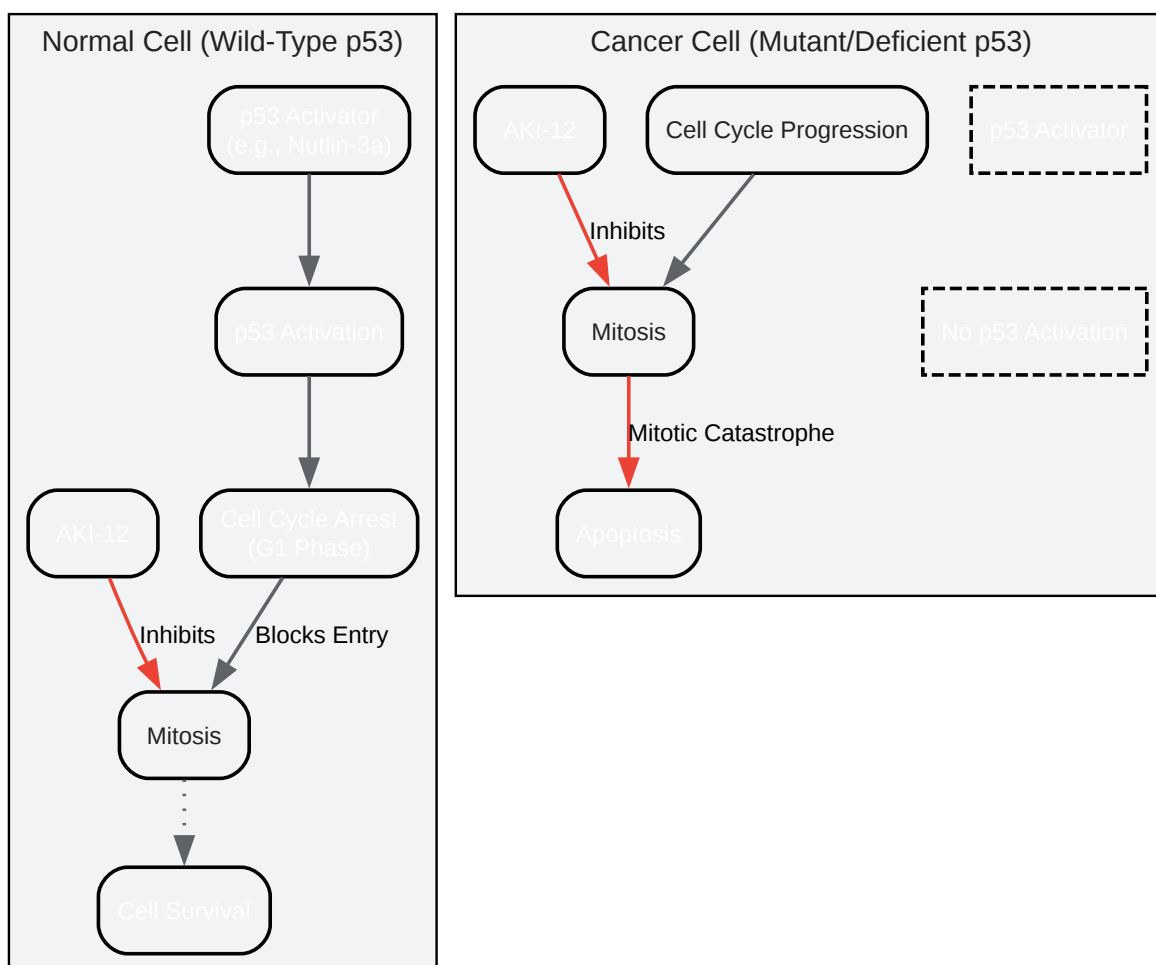 Normal Cell (Wild-Type p53)
p53 Activator
(e.g., Nutlin-3a)
p53 Activation
AKI-12
Cell Cycle Arrest
(G1 Phase)
Inhibits
Blocks Entry
Mitosis
Cell Survival
Cancer Cell (Mutant/Deficient p53)
AKI-12
Cell Cycle Progression
p53 Activator
Inhibits
Mitosis
No p53 Activation
Mitotic Catastrophe
Apoptosis